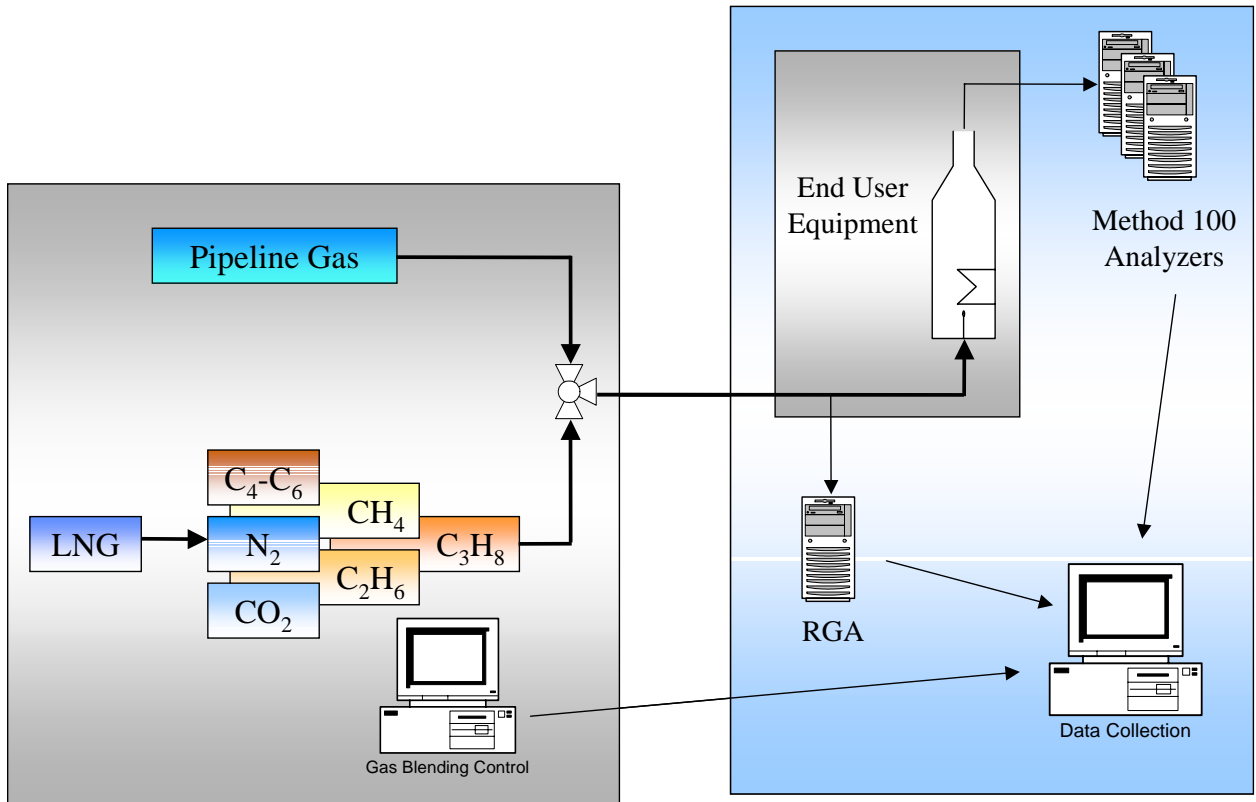 Pipeline Gas
LNG
C₄-C₆
CH₄
N₂
C₃H₈
C₂H₆
CO₂
Gas Blending Control
End User
Equipment
Method 100
Analyzers
RGA
Data Collection